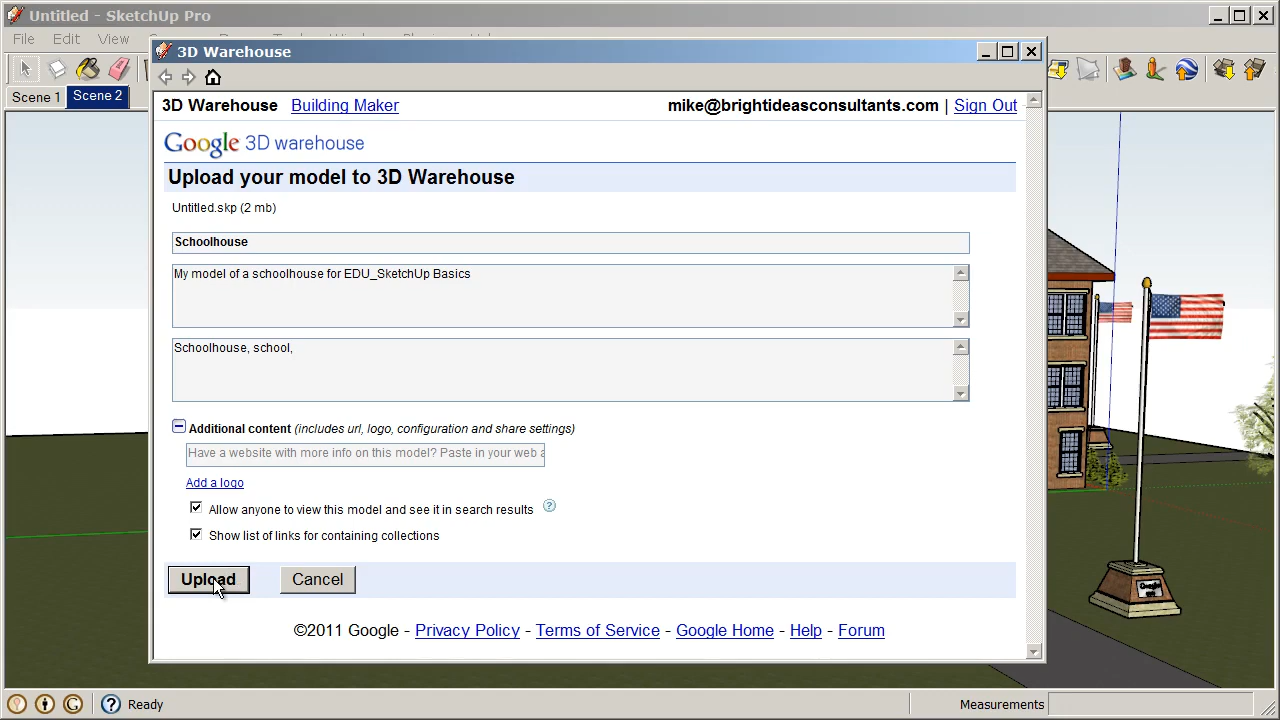 Untitled - SketchUp Pro
File Edit View
3D Warehouse
Scene 1 Scene 2
3D Warehouse Building Maker mike@brightideasconsultants.com | Sign Out
Google 3D warehouse
Upload your model to 3D Warehouse
Untitled.skp (2 mb)
Schoolhouse
My model of a schoolhouse for EDU_SketchUp Basics
Schoolhouse, school,
Additional content (includes url, logo, configuration and share settings)
Have a website with more info on this model? Paste in your web a
Add a logo
Allow anyone to view this model and see it in search results ?
Show list of links for containing collections
Upload Cancel
©2011 Google - Privacy Policy - Terms of Service - Google Home - Help - Forum
Ready Measurements